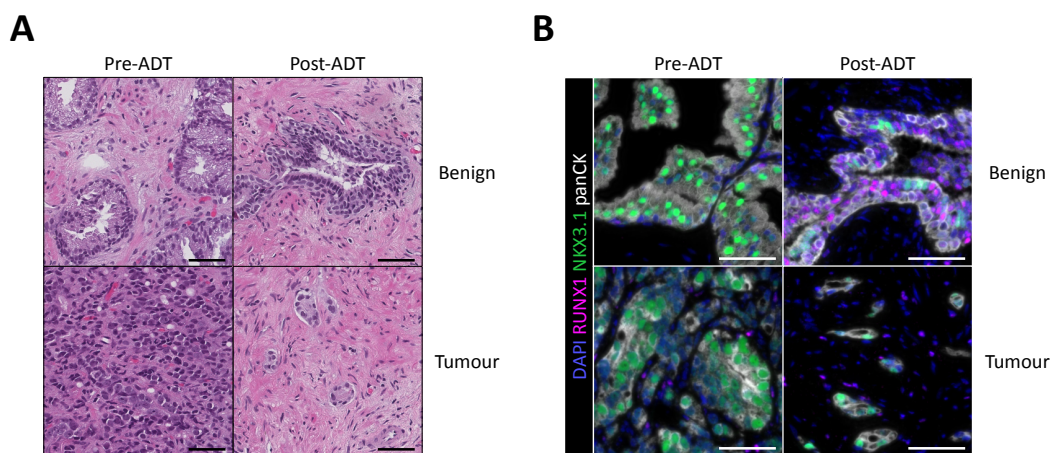 A
Pre-ADT
Post-ADT
Benign
Tumour
B
Pre-ADT
Post-ADT
DAPI RUNX1 NKX3.1 panCK
Benign
Tumour